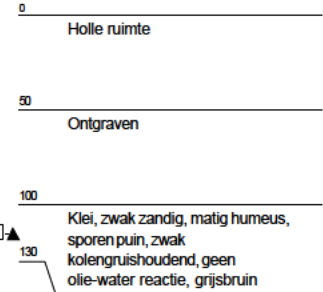 0
Holle ruimte
50
Ontgraven
100
Klei, zwak zandig, matig humeus,
sporen puin, zwak
130
kolengruishoudend, geen
olie-water reactie, grijsbruin